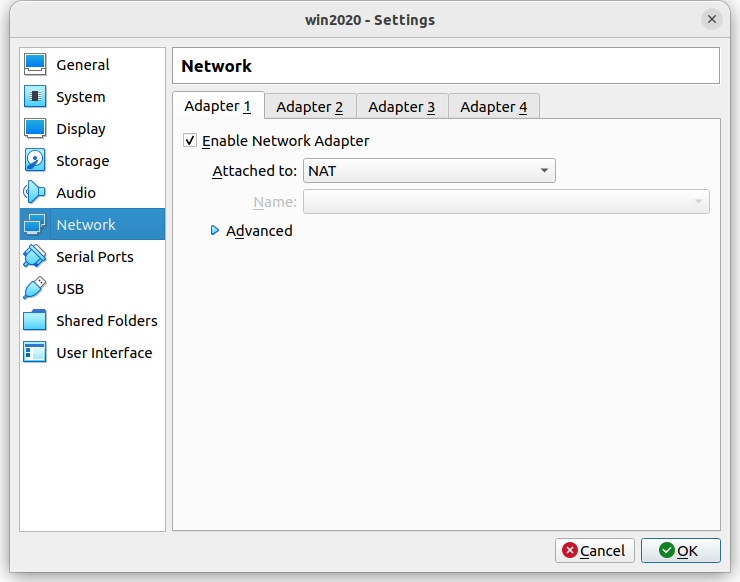 win2020 - Settings
General
System
Display
Storage
Audio
Network
Serial Ports
USB
Shared Folders
User Interface
Network
Adapter 1 Adapter 2 Adapter 3 Adapter 4
Enable Network Adapter
Attached to: NAT
Name:
Advanced
Cancel OK